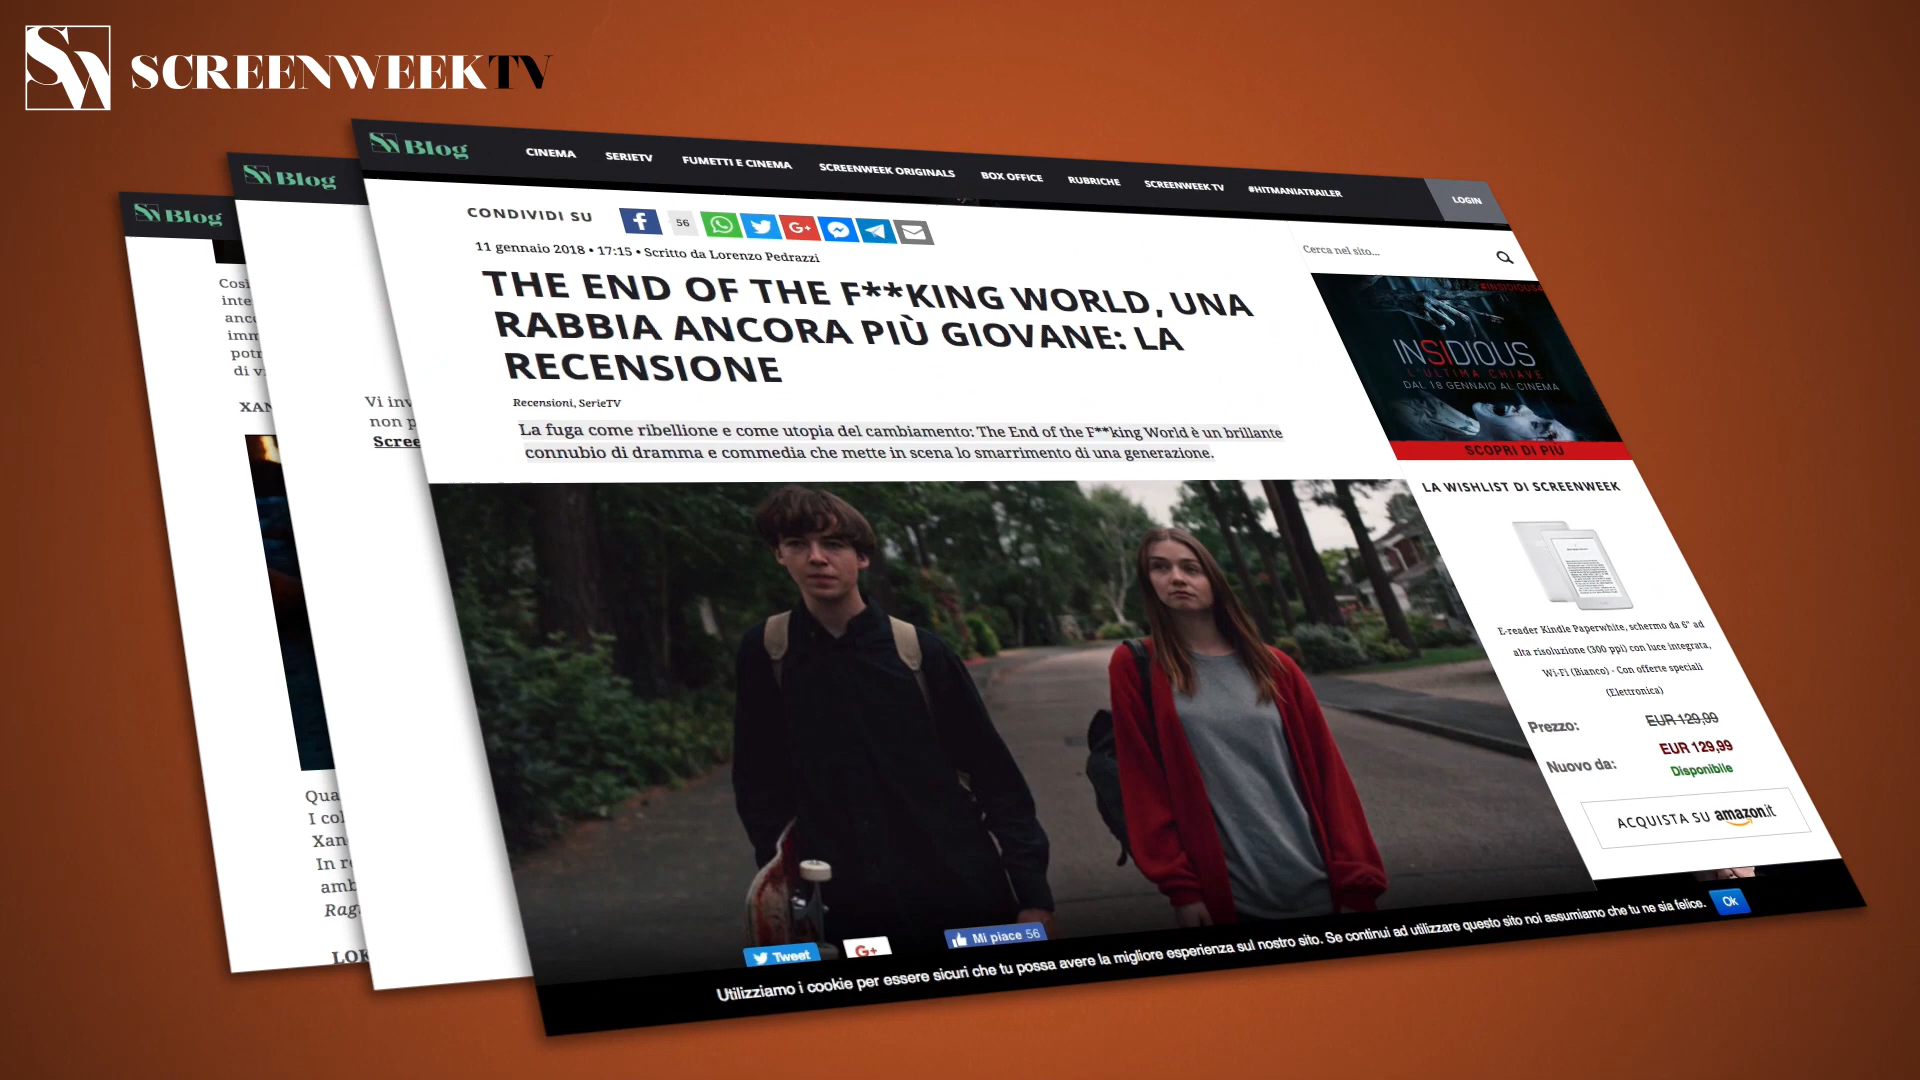 SCREENWEEKTV
Blog
Blog
Blog
CINEMA
SERIETV
FUMETTI E CINEMA
SCREENWEEK ORIGINALS
BOX OFFICE
RUBRICHE
SCREENWEEK TV
#HITMANIATRAILER
LOGIN
CONDIVIDI SU
56
11 gennaio 2018 • 17:15 • Scritto da Lorenzo Pedrazzi
THE END OF THE F**KING WORLD, UNA
RABBIA ANCORA PIÙ GIOVANE: LA
RECENSIONE
Recensioni, SerieTV
La fuga come ribellione e come utopia del cambiamento: The End of the F**king World è un brillante
connubio di dramma e commedia che mette in scena lo smarrimento di una generazione.
Cerca nel sito...
INSIDIOUS
L'ULTIMA CHIAVE
DAL 18 GENNAIO AL CINEMA
SCOPRI DI PIÙ
LA WISHLIST DI SCREENWEEK
E-reader Kindle Paperwhite, schermo da 6" ad
alta risoluzione (300 ppi) con luce integrata,
Wi-Fi (Bianco) - Con offerte speciali
(Elettronica)
Prezzo: EUR 129,99
EUR 129,99
Nuovo da: Disponibile
ACQUISTA SU amazon.it
Tweet
G+
Mi piace 56
Utilizziamo i cookie per essere sicuri che tu possa avere la migliore esperienza sul nostro sito. Se continui ad utilizzare questo sito noi assumiamo che tu ne sia felice. Ok
Così
di
Vi
non